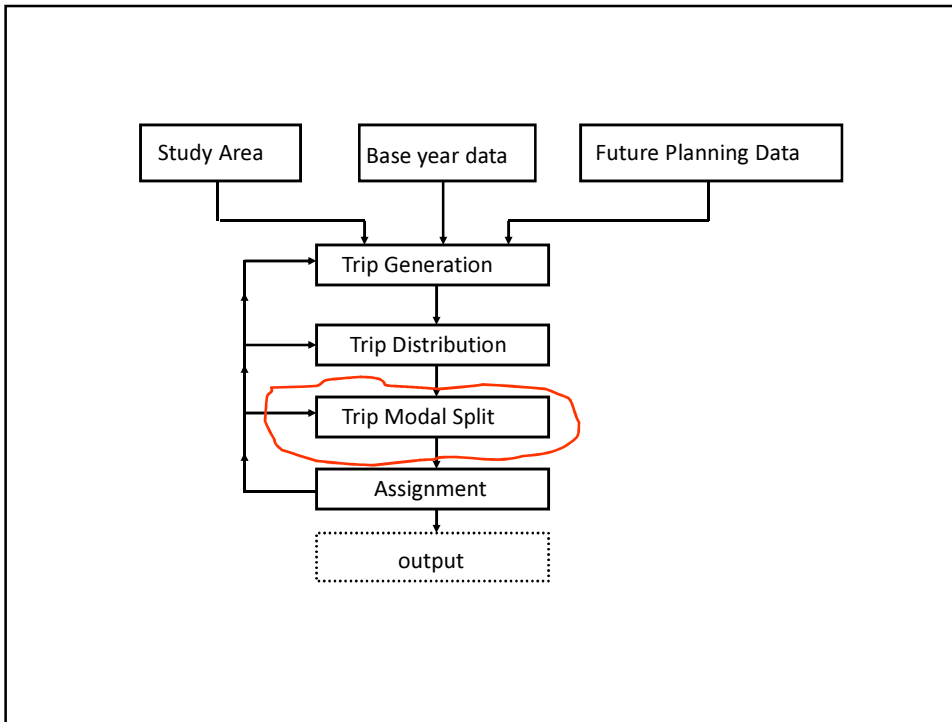 Study Area
Base year data
Future Planning Data
Trip Generation
Trip Distribution
Trip Modal Split
Assignment
output